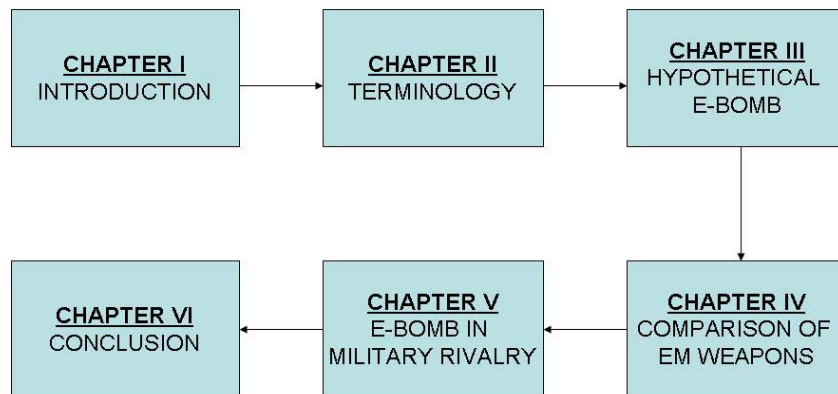 CHAPTER I
INTRODUCTION
CHAPTER II
TERMINOLOGY
CHAPTER III
HYPOTHETICAL
E-BOMB
CHAPTER IV
COMPARISON OF
EM WEAPONS
CHAPTER V
E-BOMB IN
MILITARY RIVALRY
CHAPTER VI
CONCLUSION